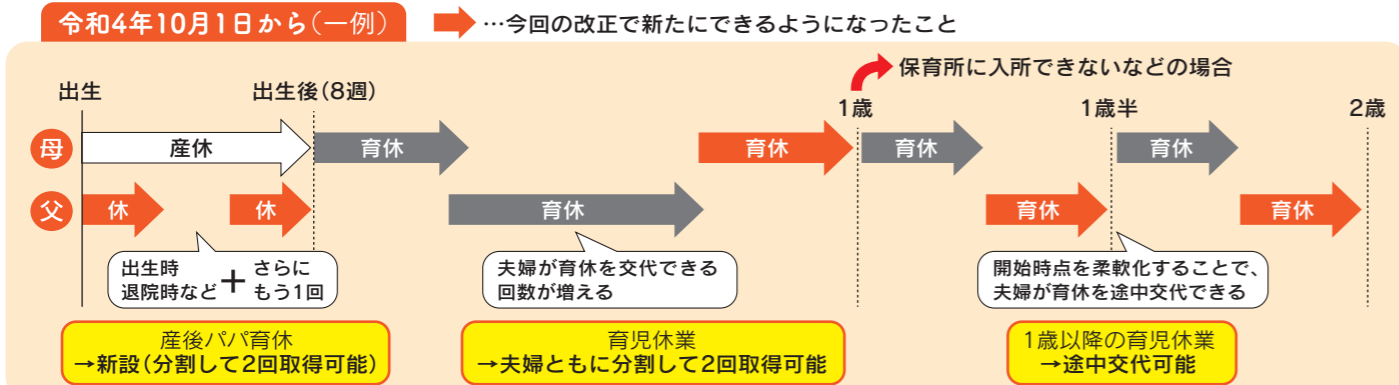 令和4年10月1日から(一例)
…今回の改正で新たにできるようになったこと
保育所に入所できないなどの場合
出生
出生後(8週)
1歳
1歳半
2歳
母
産休
育休
育休
育休
育休
父
休
休
育休
育休
育休
出生時
退院時など
+
さらに
もう1回
夫婦が育休を交代できる
回数が増える
開始時点を柔軟化することで、
夫婦が育休を途中交代できる
産後パパ育休
→新設(分割して2回取得可能)
育児休業
→夫婦ともに分割して2回取得可能
1歳以降の育児休業
→途中交代可能